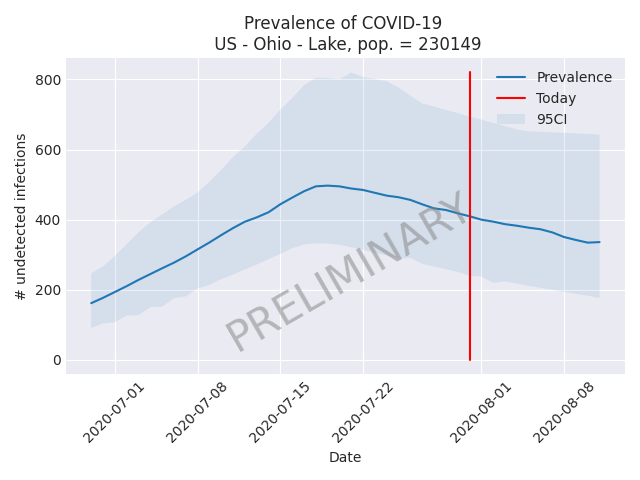 Prevalence of COVID-19
US - Ohio - Lake, pop. = 230149
Prevalence
Today
95CI
800
600
400
200
0
# undetected infections
PRELIMINARY
2020-07-01
2020-07-08
2020-07-15
2020-07-22
2020-08-01
2020-08-08
Date